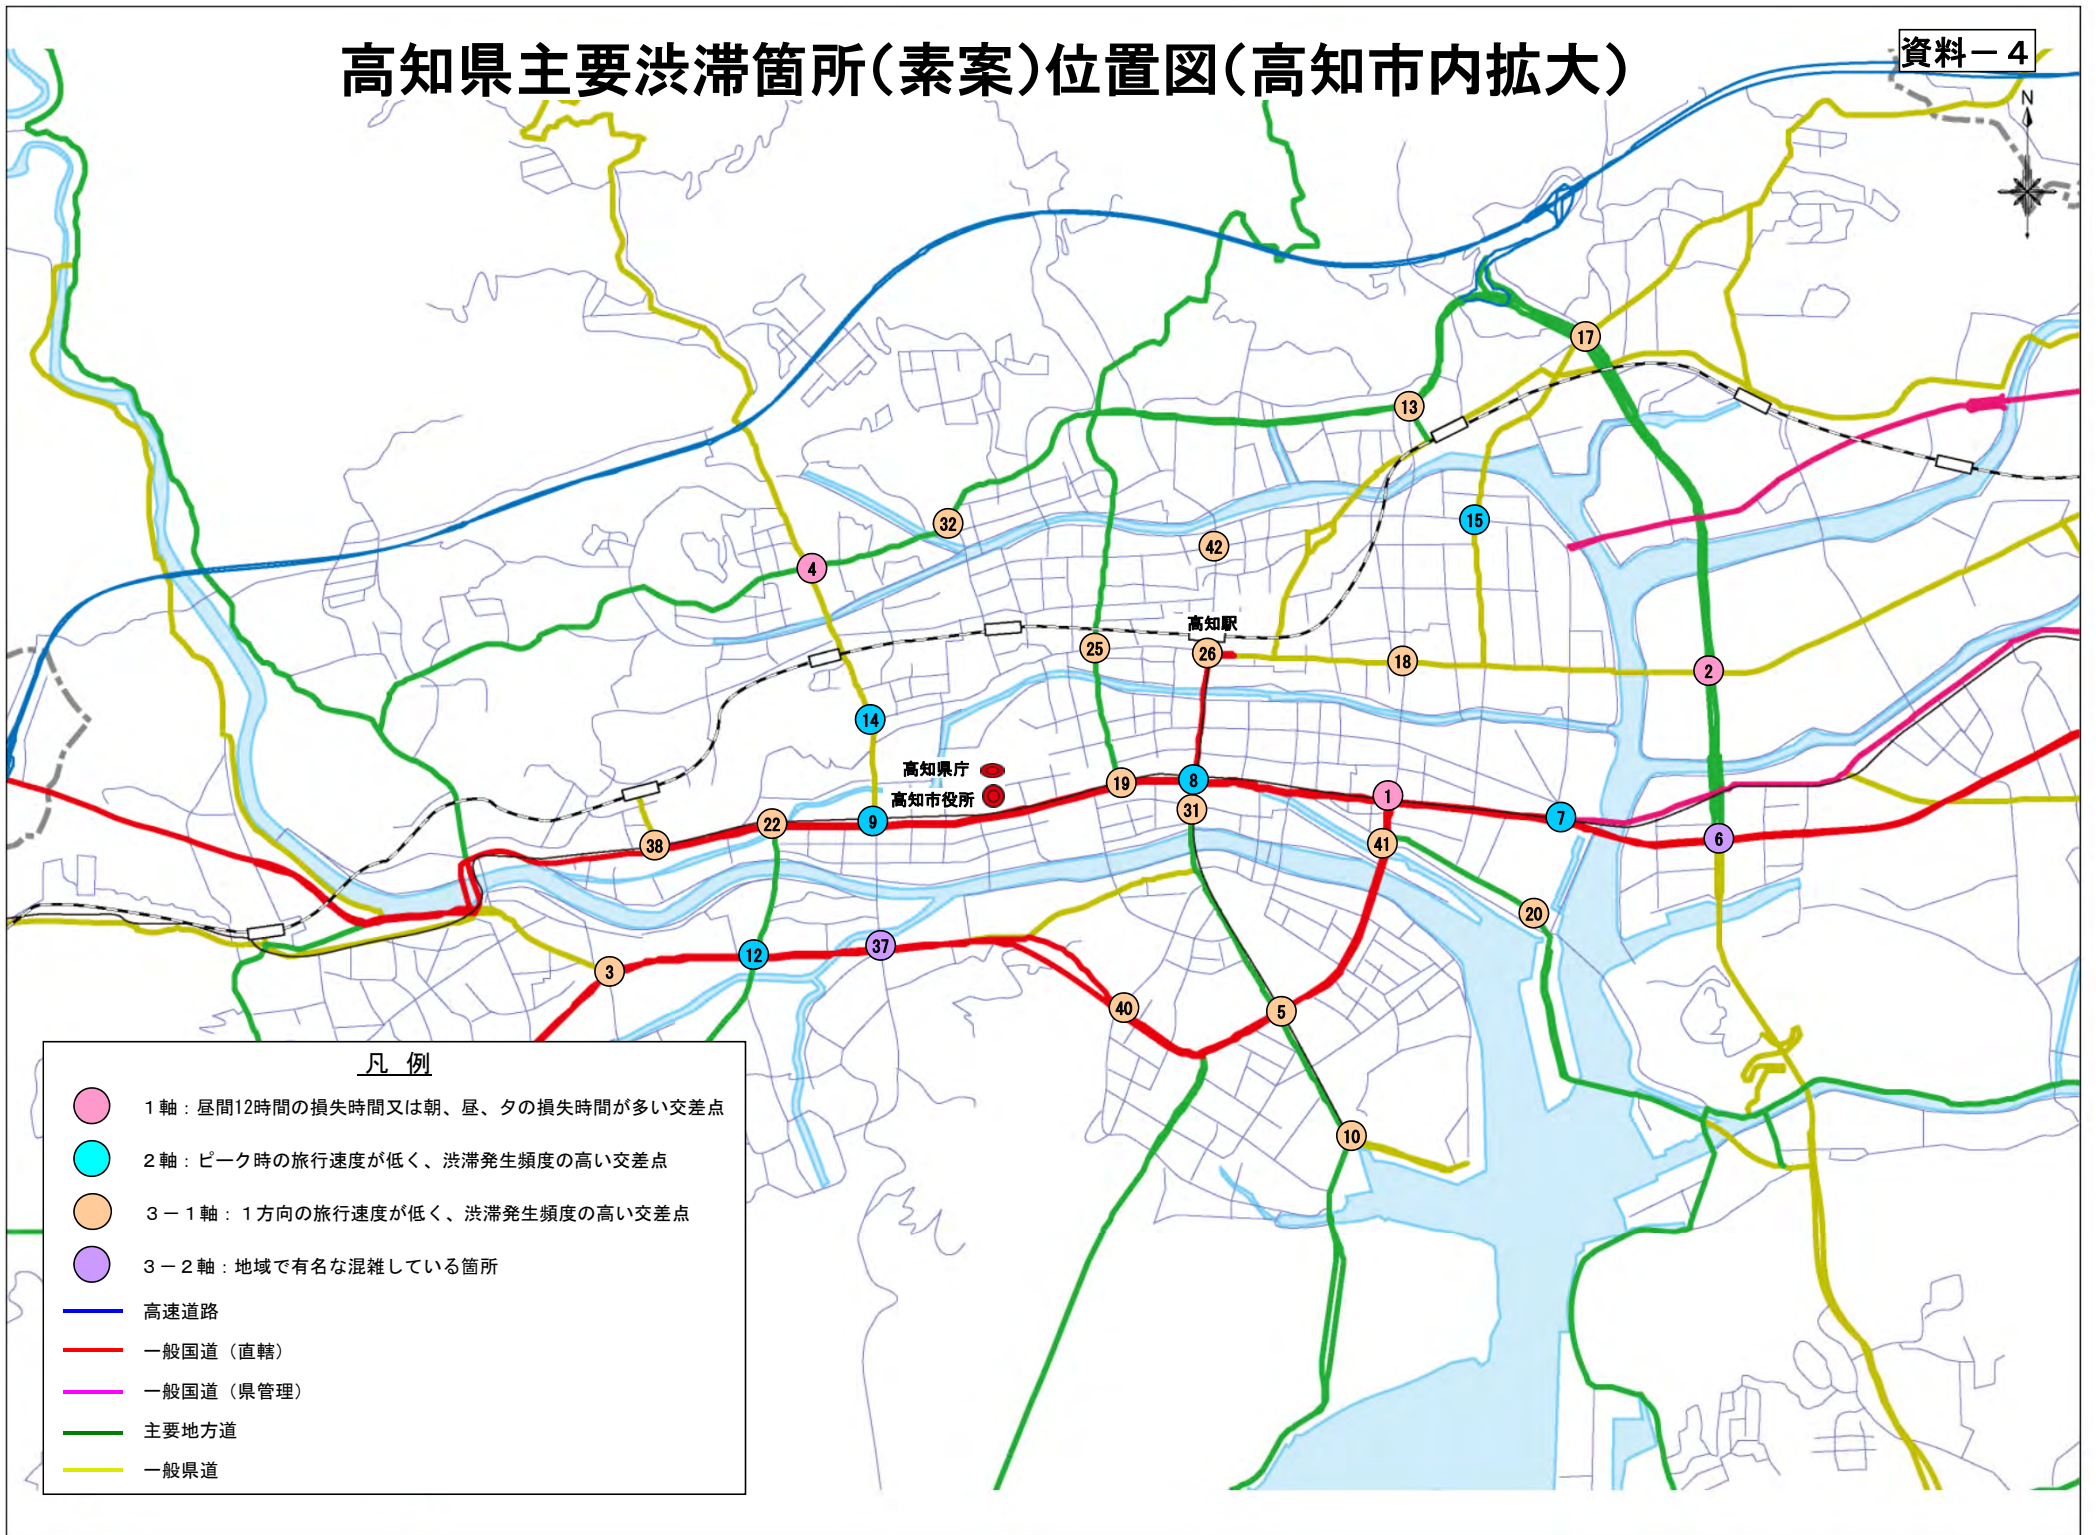 高知県主要渋滞箇所(素案)位置図(高知市内拡大)
資料－４
N
17
13
15
32
42
4
高知駅
25
26
18
2
14
高知県庁
高知市役所
19
8
1
31
7
22
9
6
38
41
20
37
12
3
40
5
10
凡 例
１軸：昼間12時間の損失時間又は朝、昼、夕の損失時間が多い交差点
２軸：ピーク時の旅行速度が低く、渋滞発生頻度の高い交差点
３－１軸：１方向の旅行速度が低く、渋滞発生頻度の高い交差点
３－２軸：地域で有名な混雑している箇所
高速道路
一般国道（直轄）
一般国道（県管理）
主要地方道
一般県道